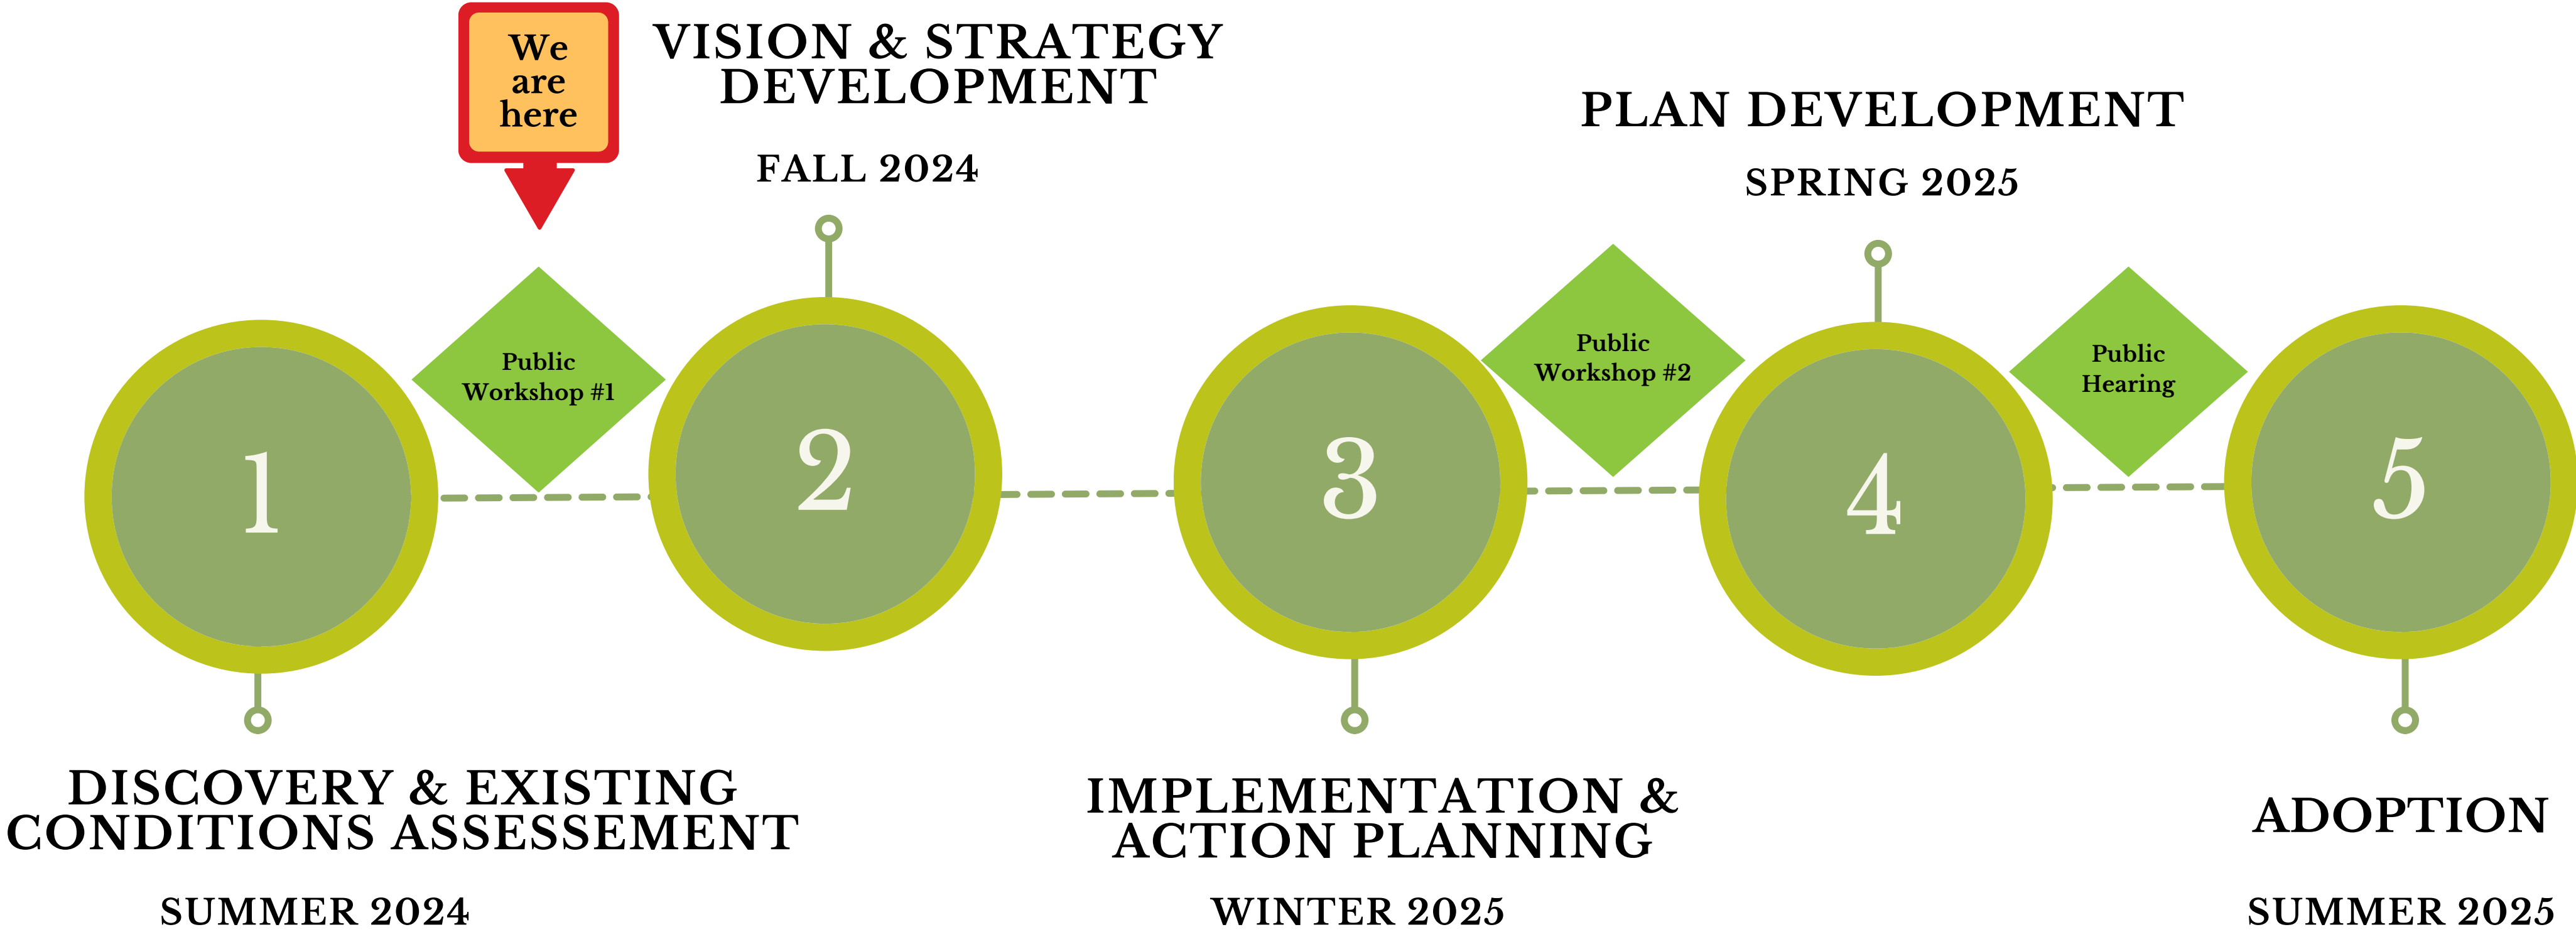 We
are
here
VISION & STRATEGY
DEVELOPMENT
FALL 2024
PLAN DEVELOPMENT
SPRING 2025
1
Public
Workshop #1
2
3
Public
Workshop #2
4
Public
Hearing
5
DISCOVERY & EXISTING
CONDITIONS ASSESSEMENT
SUMMER 2024
IMPLEMENTATION &
ACTION PLANNING
WINTER 2025
ADOPTION
SUMMER 2025